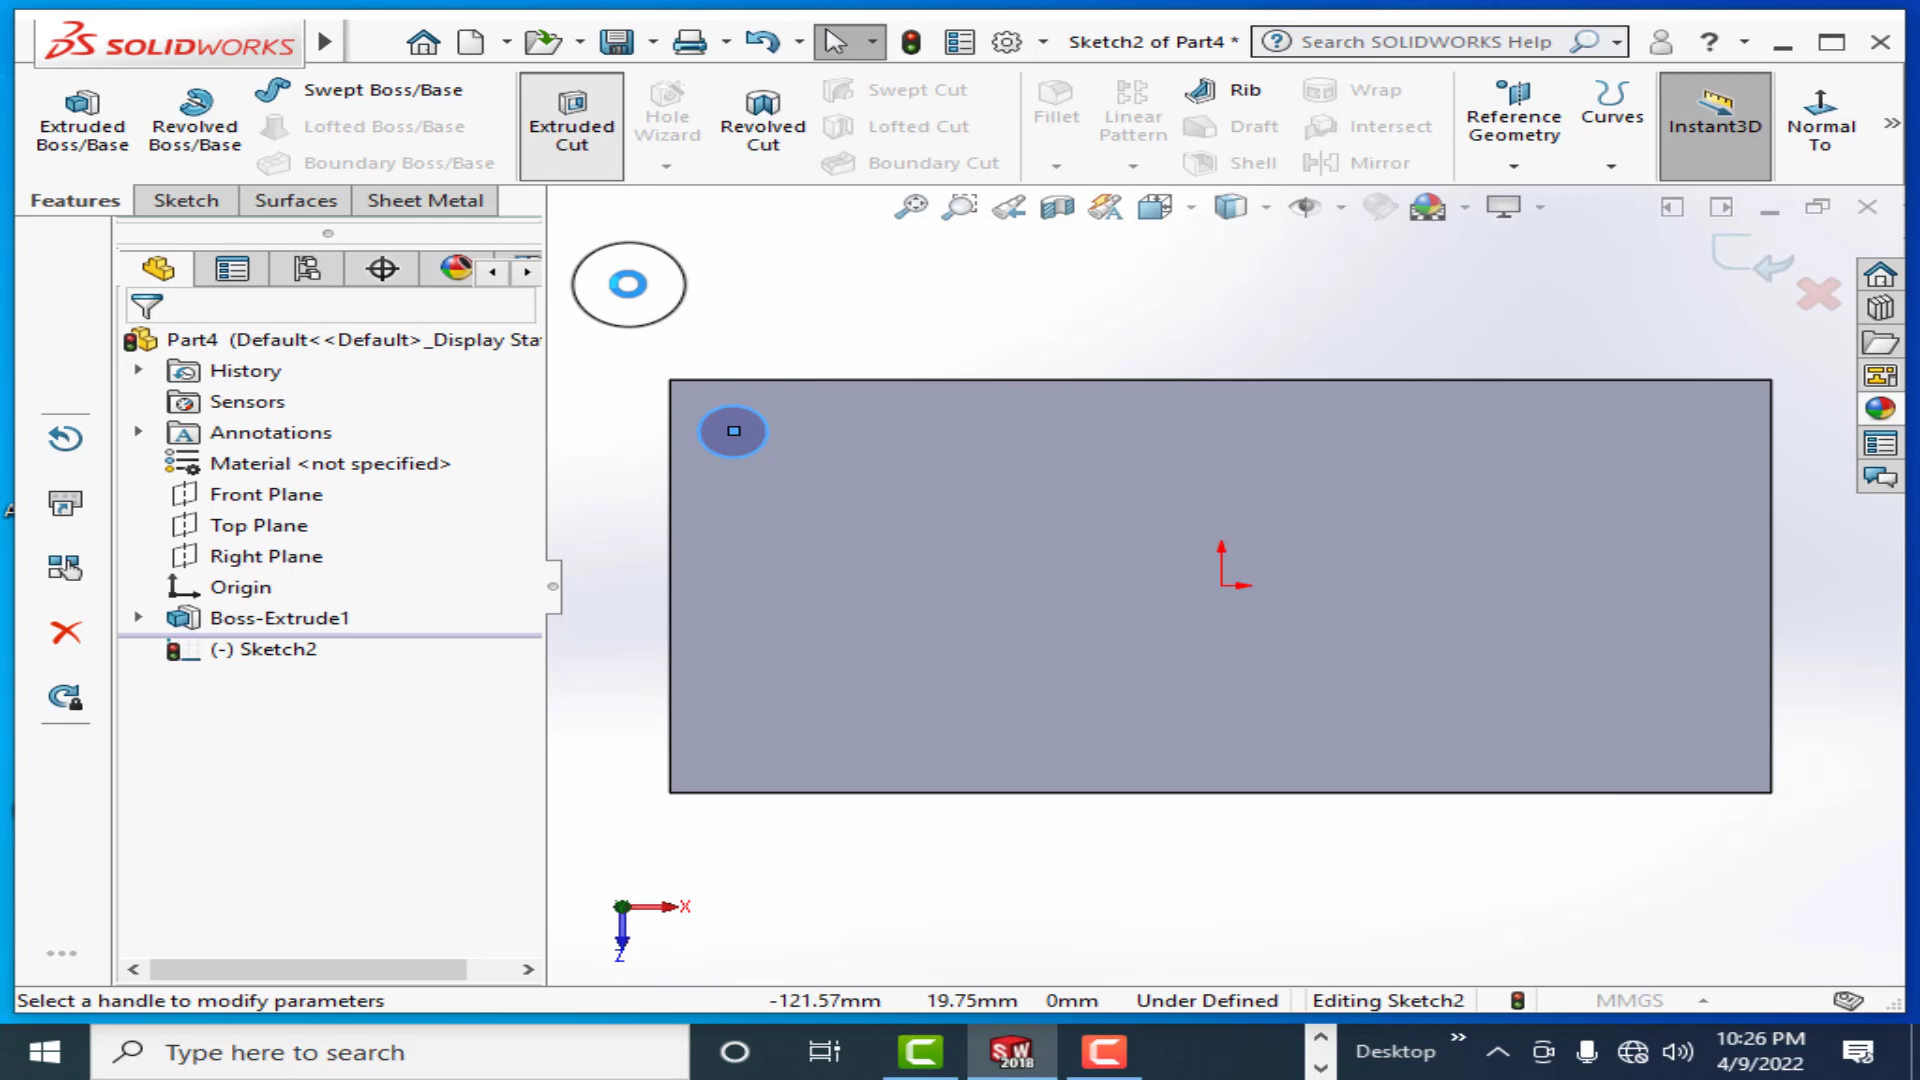 SOLIDWORKS
Sketch2 of Part4 *
Search SOLIDWORKS Help
?
Extruded
Boss/Base
Revolved
Boss/Base
Swept Boss/Base
Lofted Boss/Base
Boundary Boss/Base
Extruded
Cut
Hole
Wizard
Revolved
Cut
Swept Cut
Lofted Cut
Boundary Cut
Fillet
Linear
Pattern
Rib
Draft
Shell
Wrap
Intersect
Mirror
Reference
Geometry
Curves
Instant3D
Normal
To
Features
Sketch
Surfaces
Sheet Metal
Part4 (Default<<Default>_Display Sta
History
Sensors
Annotations
Material <not specified>
Front Plane
Top Plane
Right Plane
Origin
Boss-Extrude1
(-) Sketch2
X
Z
Select a handle to modify parameters
-121.57mm
19.75mm
0mm
Under Defined
Editing Sketch2
MMGS
Type here to search
SW
2018
Desktop
10:26 PM
4/9/2022